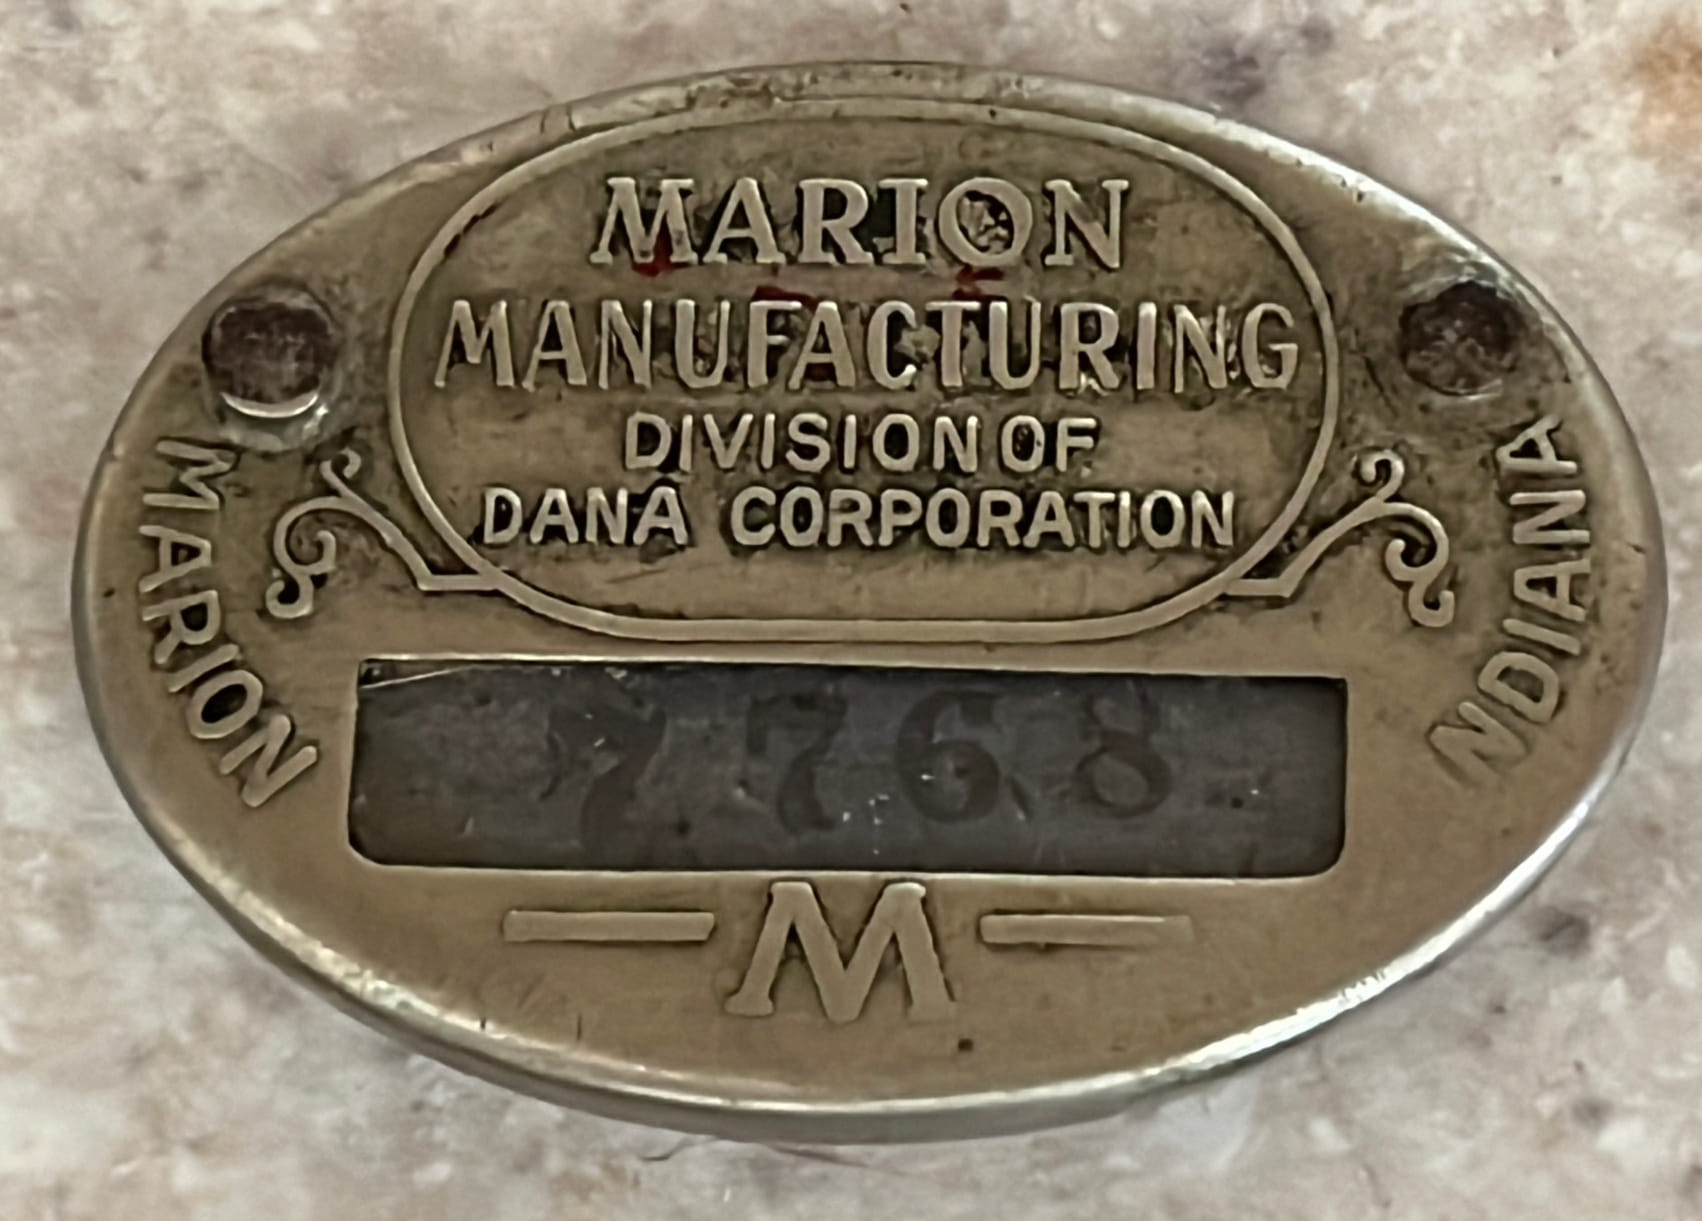 MARION
MANUFACTURING
DIVISION OF
DANA CORPORATION
MARION
INDIANA
7768
M